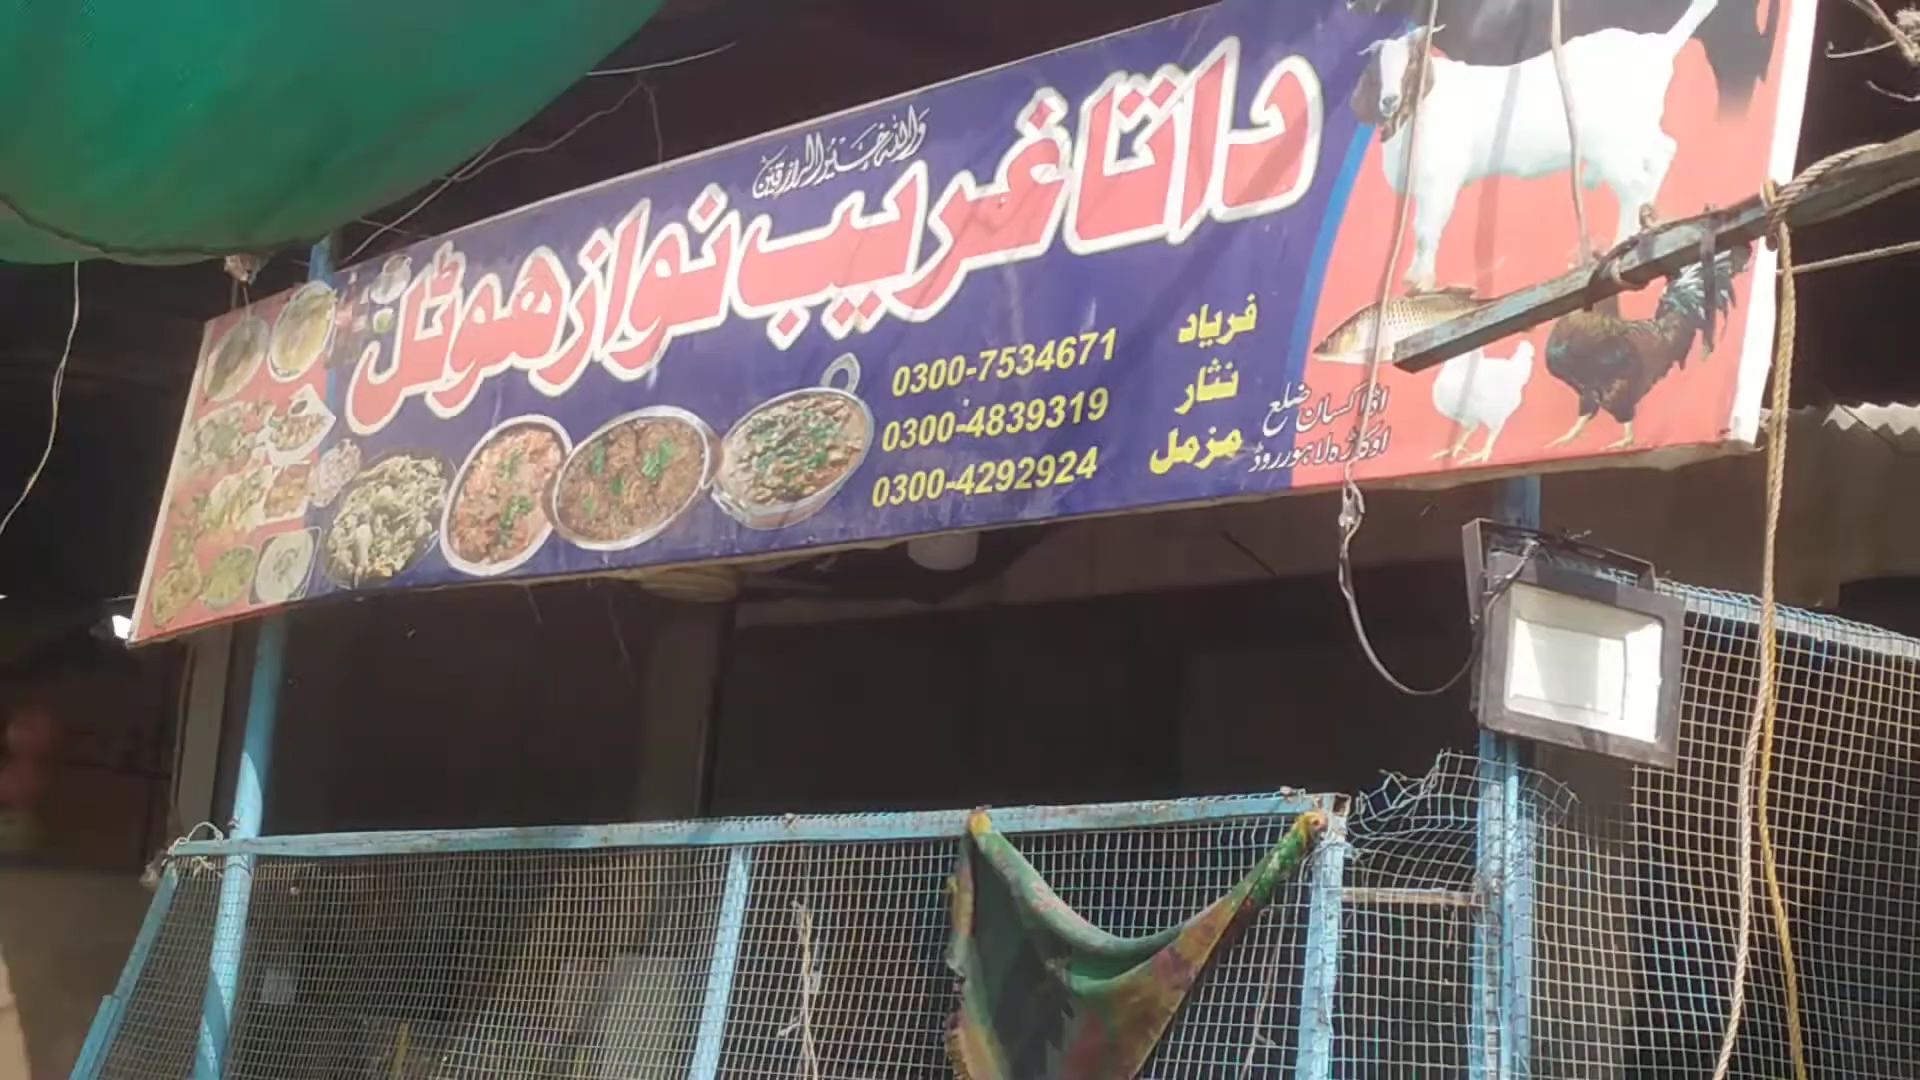 واللہ خیر الرازقین
داتا غریب نواز ھوٹل
فریاد 0300-7534671
نثار 0300-4839319
مزمل 0300-4292924
اڈا کسان ضلع
اوکاڑہ لاہور روڈ